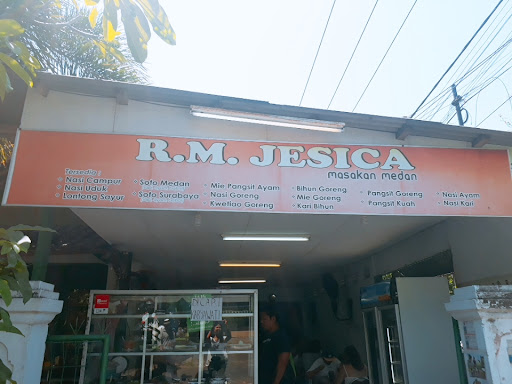 R.M. JESICA
masakan medan
Tersedia :
• Nasi Campur
• Nasi Uduk
• Lontong Sayur
• Soto Medan
• Soto Surabaya
• Mie Pangsit Ayam
• Nasi Goreng
• Kwetiao Goreng
• Bihun Goreng
• Mie Goreng
• Kari Bihun
• Pangsit Goreng
• Pangsit Kuah
• Nasi Ayam
• Nasi Kari